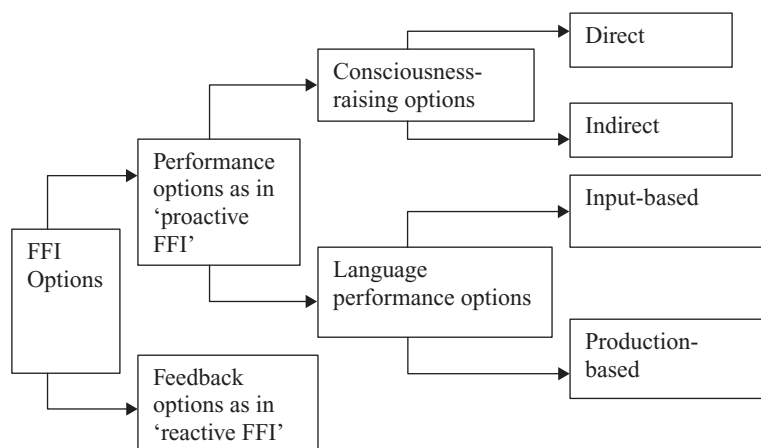 FFI
Options
Performance
options as in
‘proactive
FFI’
Feedback
options as in
‘reactive FFI’
Consciousness-
raising options
Language
performance options
Direct
Indirect
Input-based
Production-
based